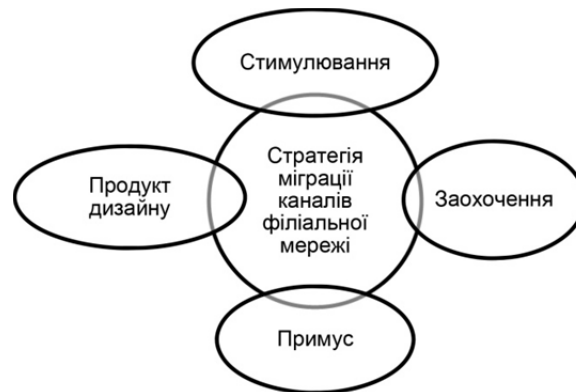 Стимулювання
Продукт
дизайну
Стратегія
міграції
каналів
філіальної
мережі
Заохочення
Примус